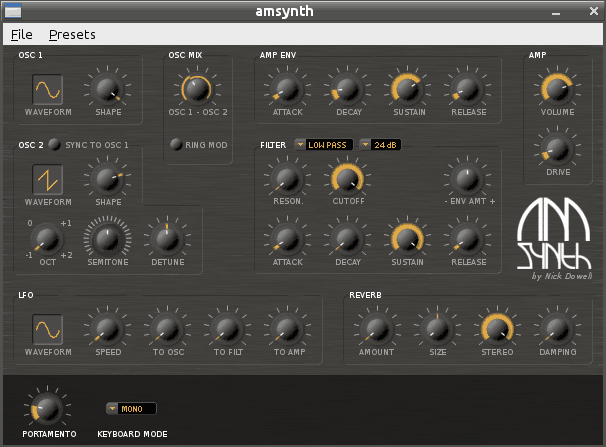 amsynth
File Presets
OSC 1
WAVEFORM SHAPE
OSC MIX
OSC 1 - OSC 2
RING MOD
AMP ENV
ATTACK DECAY SUSTAIN RELEASE
AMP
VOLUME
DRIVE
OSC 2 SYNC TO OSC 1
WAVEFORM SHAPE
0 +1
-1 +2
OCT SEMITONE DETUNE
FILTER LOW PASS 24 dB
RESON. CUTOFF - ENV AMT +
ATTACK DECAY SUSTAIN RELEASE
AM
SYNTH
by Nick Dowell
LFO
WAVEFORM SPEED TO OSC TO FILT TO AMP
REVERB
AMOUNT SIZE STEREO DAMPING
MONO
PORTAMENTO KEYBOARD MODE